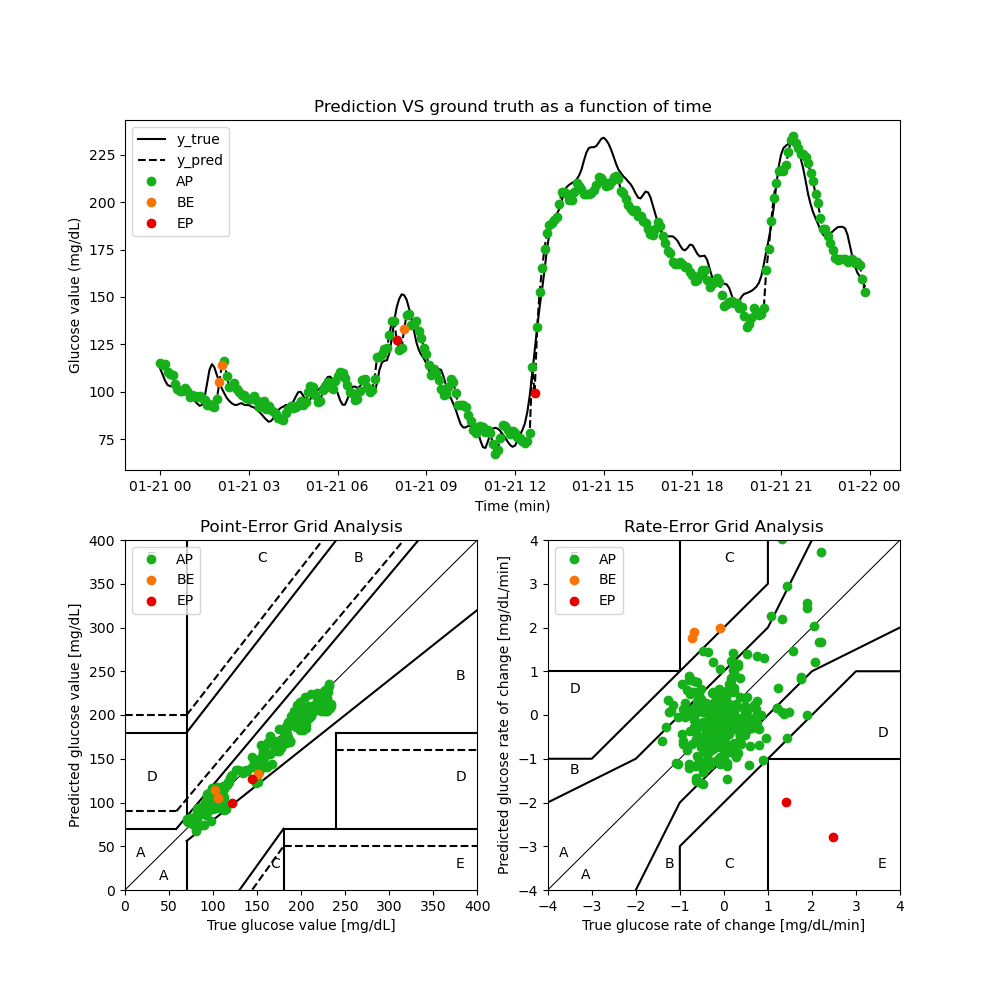 Prediction VS ground truth as a function of time
Glucose value (mg/dL)
225
200
175
150
125
100
75
y_true
y_pred
AP
BE
EP
01-21 00 01-21 03 01-21 06 01-21 09 01-21 12 01-21 15 01-21 18 01-21 21 01-22 00
Time (min)
Point-Error Grid Analysis
Predicted glucose value [mg/dL]
400
350
300
250
200
150
100
50
0
AP
BE
EP
C B
B
D D
A
A C E
0 50 100 150 200 250 300 350 400
True glucose value [mg/dL]
Rate-Error Grid Analysis
Predicted glucose rate of change [mg/dL/min]
4
3
2
1
0
−1
−2
−3
−4
AP
BE
EP
C
D
D
B
A
A B C E
−4 −3 −2 −1 0 1 2 3 4
True glucose rate of change [mg/dL/min]